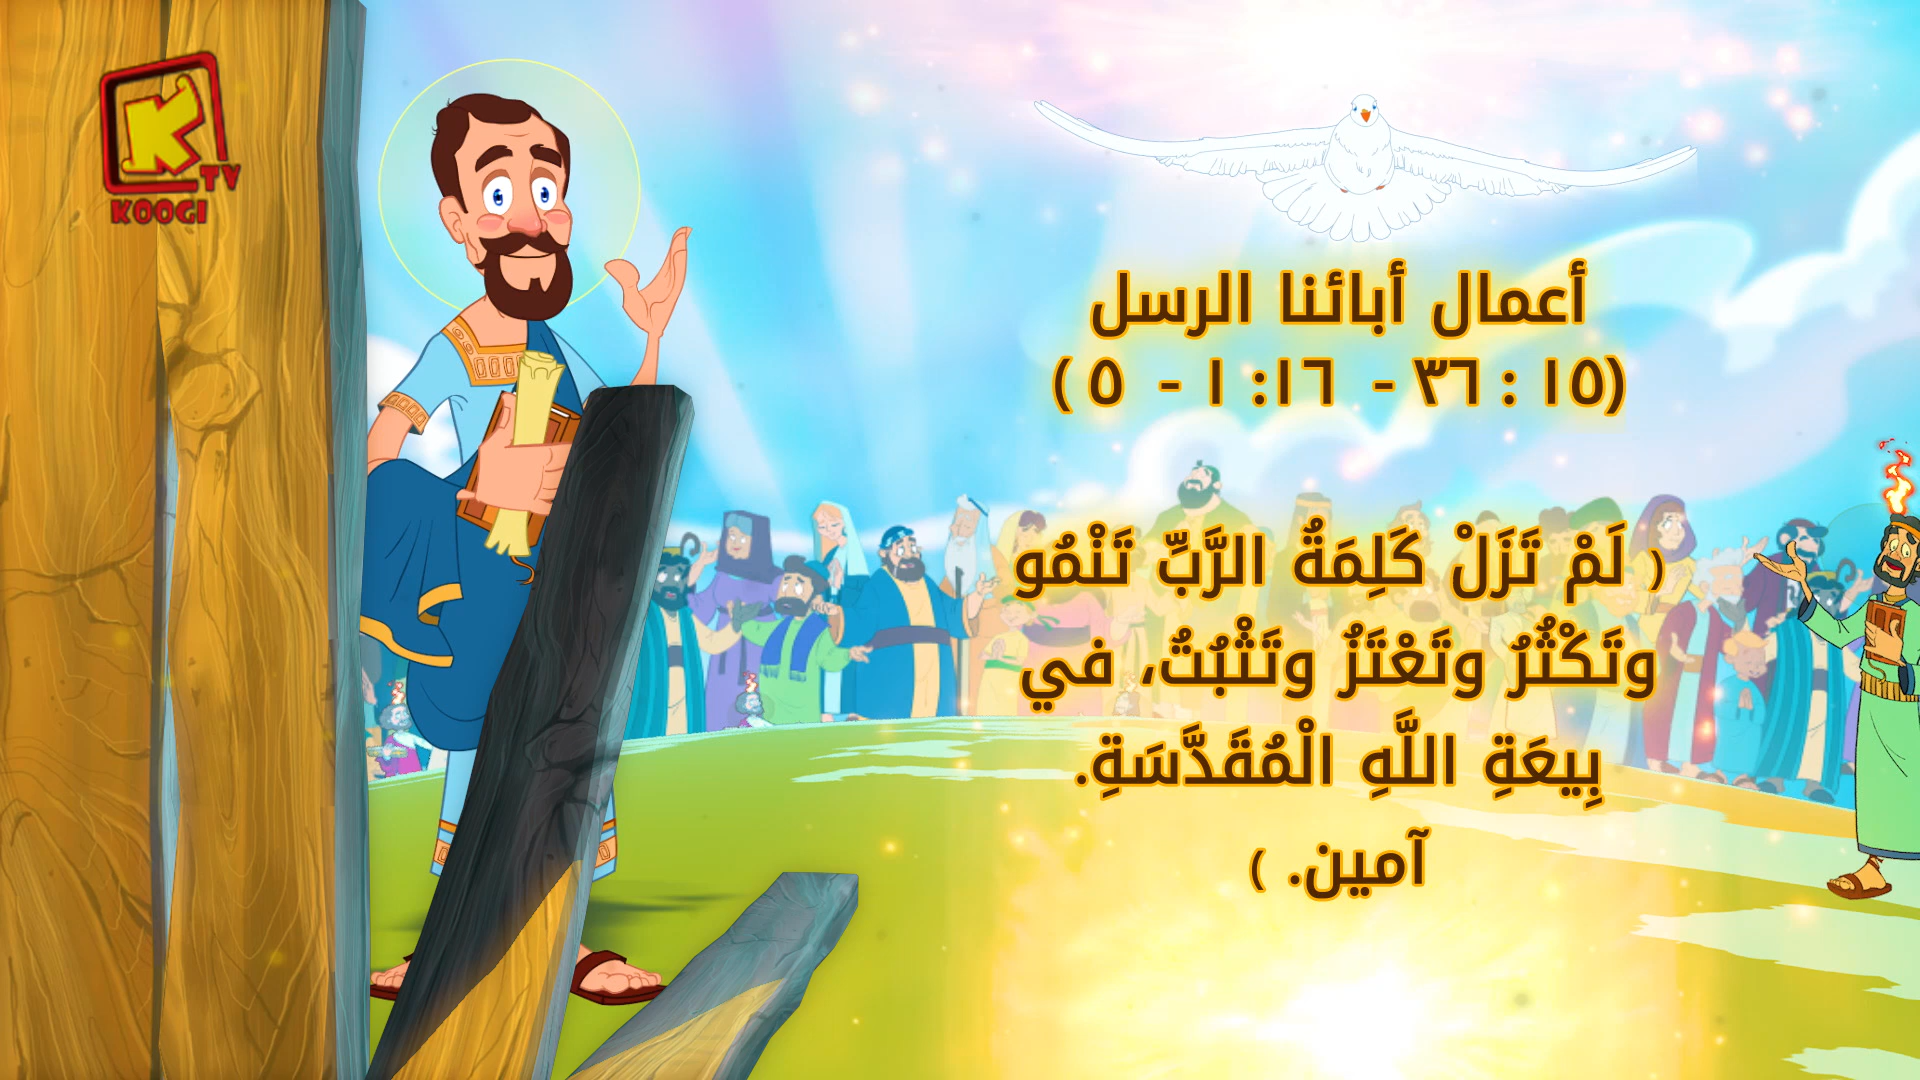 K TV
KOOGI
أعمال أبائنا الرسل
(١٥ : ٣٦ - ١٦: ١ - ٥ )
( لَمْ تَزَلْ كَلِمَةُ الرَّبِّ تَنْمُو
وتَكْثُرُ وتَعْتَزُ وتَثْبُتُ، في
بِيعَةِ اللَّهِ الْمُقَدَّسَةِ.
آمين. )